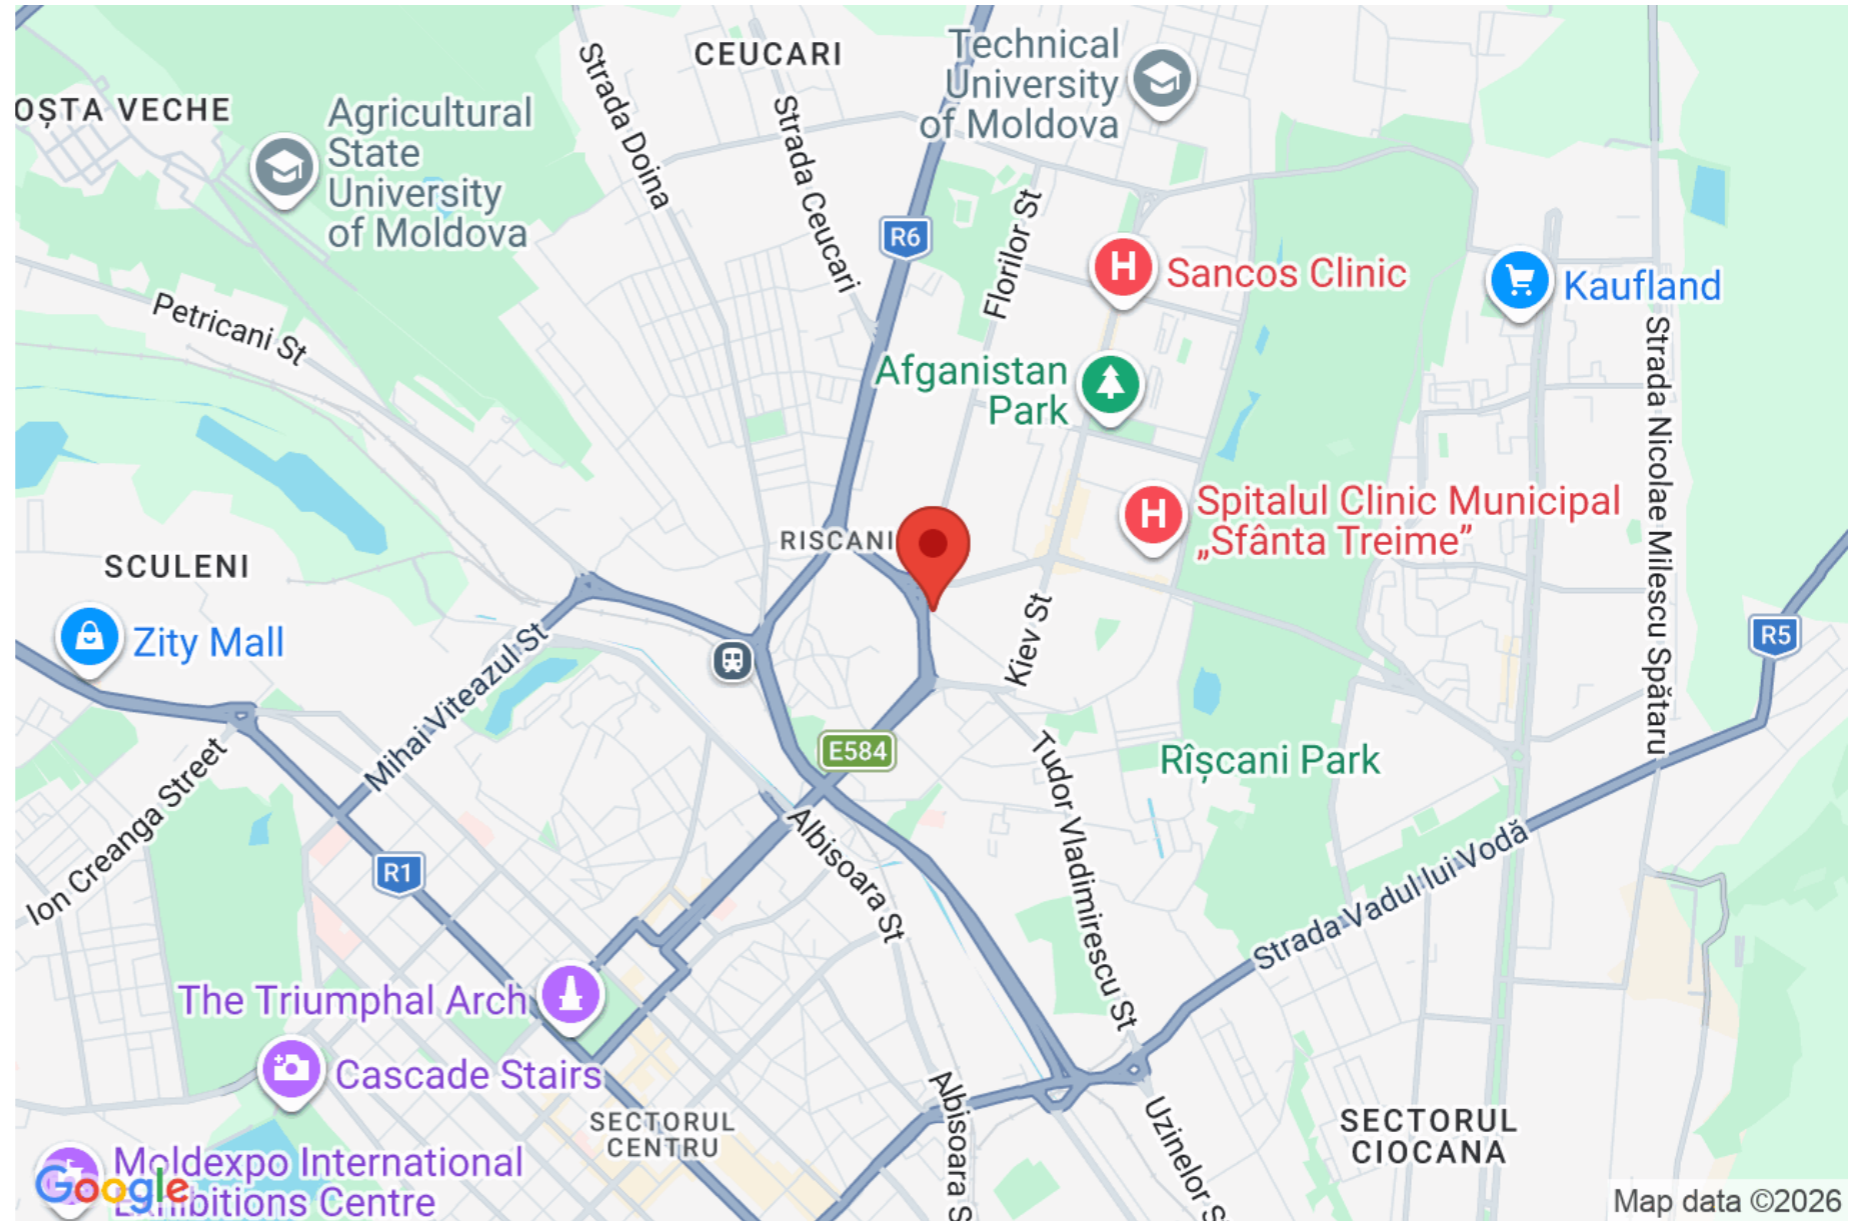 CEUCARI
Technical
University
of Moldova
OȘTA VECHE
Agricultural
State
University
of Moldova
Strada Doina
Strada Ceucari
R6
Florilor St
Sancos Clinic
Kaufland
Petricani St
Afganistan
Park
Strada Nicolae Milescu Spătaru
Spitalul Clinic Municipal
„Sfânta Treime”
RISCANI
SCULENI
Zity Mall
Mihai Viteazul St
Kiev St
R5
E584
Rîșcani Park
Ion Creanga Street
Tudor Vladimirescu St
Albisoara St
R1
Strada Vadul lui Vodă
The Triumphal Arch
Cascade Stairs
Albisoara S
Uzinelor S
SECTORUL
CENTRU
SECTORUL
CIOCANA
Moldexpo International
Exhibitions Centre
Google
Map data ©2026